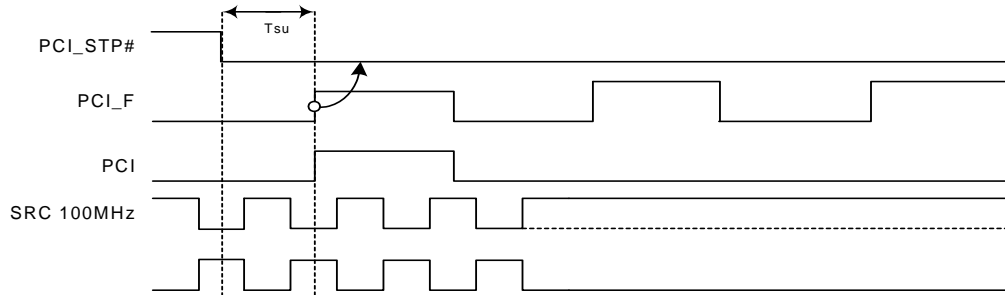 Tsu
PCI_STP#
PCI_F
PCI
SRC 100MHz